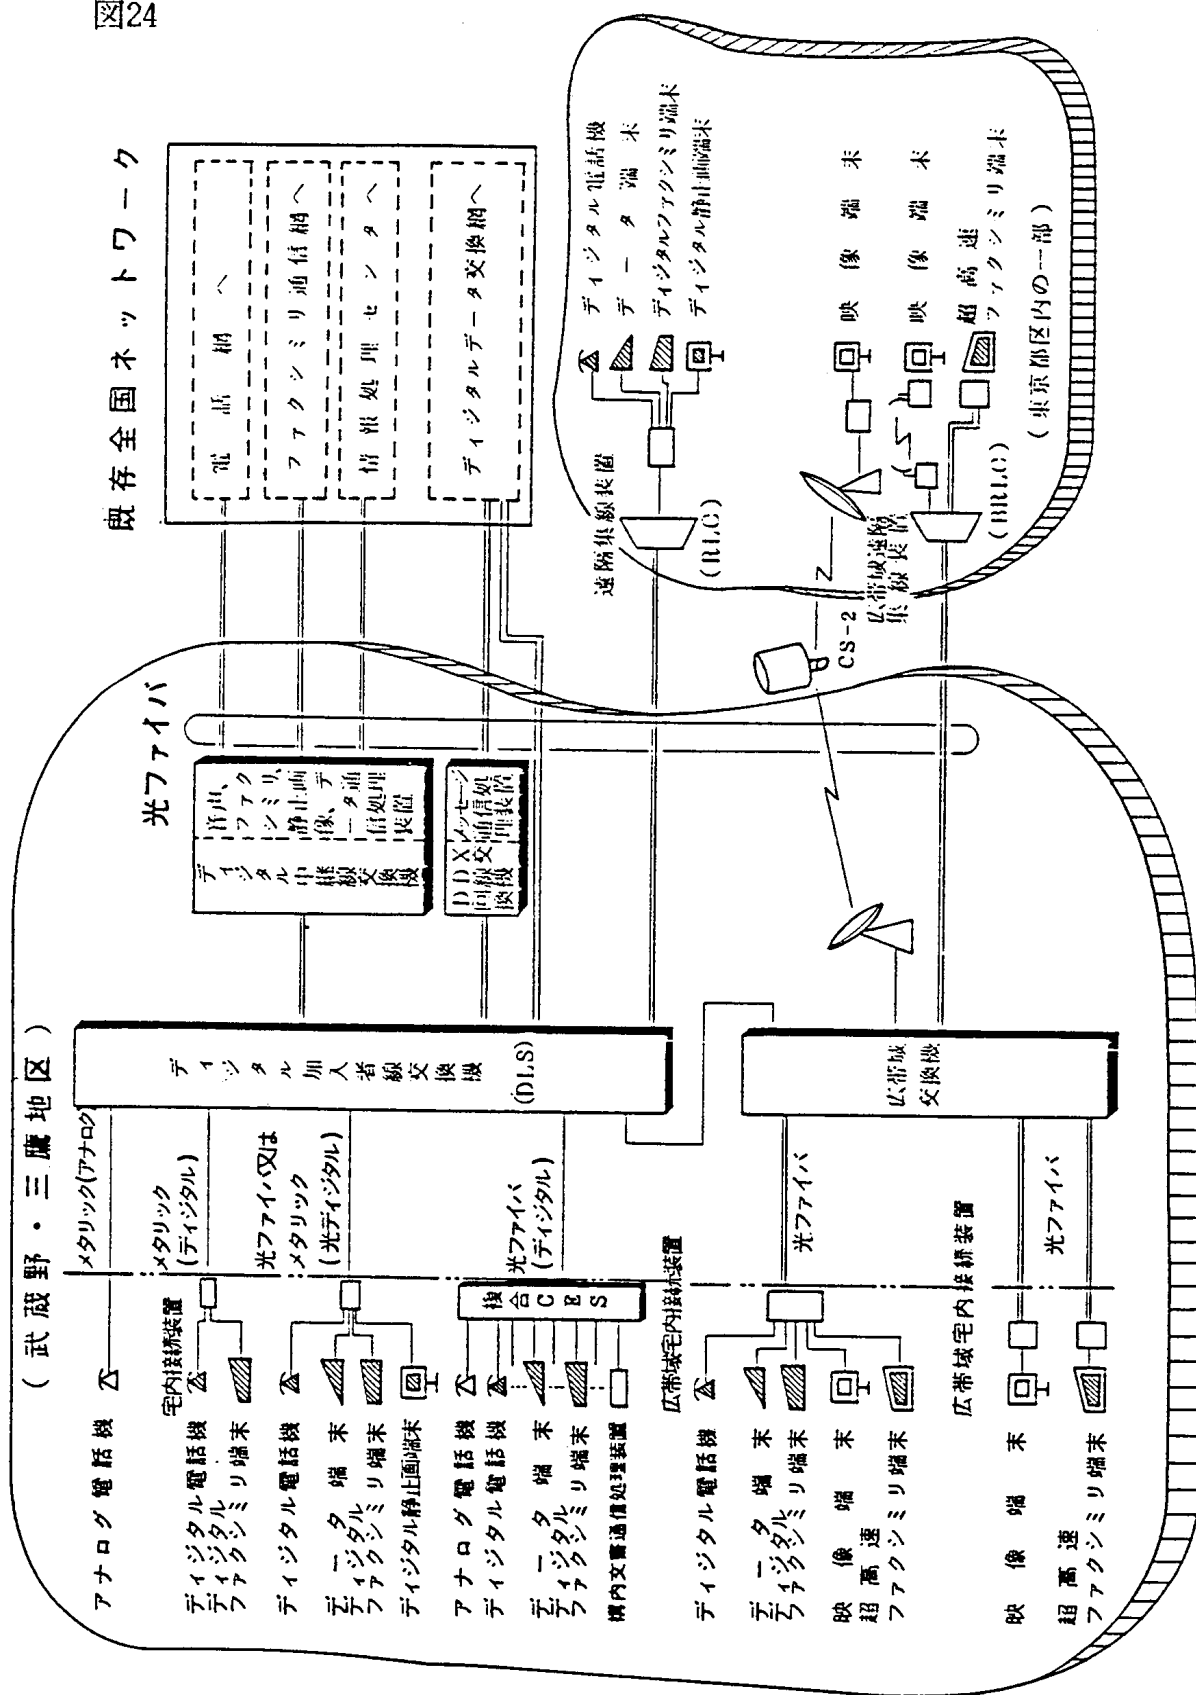 図24
(武蔵野・三鷹地区)
アナログ電話機
メタリック(アナログ)
宅内接続装置
ディジタル電話機
ディジタル
ファクシミリ端末
メタリック
(ディジタル)
ディジタル電話機
データ端末
ディジタル
ファクシミリ端末
ディジタル静止画端末
光ファイバ又は
メタリック
(光ディジタル)
アナログ電話機
ディジタル電話機
データ端末
ディジタル
ファクシミリ端末
構内文書通信処理装置
複合CES
光ファイバ
(ディジタル)
広帯域宅内接続装置
ディジタル電話機
データ端末
ディジタル
ファクシミリ端末
映像端末
超高速
ファクシミリ端末
光ファイバ
広帯域宅内接続装置
映像端末
超高速
ファクシミリ端末
光ファイバ
ディジタル
加入者線交換機
(DLS)
広帯域
交換機
ディジタル
中継線
交換機
音声、
ファク
シミリ、
静止画
像、デ
ータ通
信処理
装置
DDX
回線交
換機
メッセージ
通信処
理装置
光ファイバ
CS-2
既存全国ネットワーク
電話網へ
ファクシミリ通信網へ
情報処理センタへ
ディジタルデータ交換網へ
遠隔集線装置
(RLC)
ディジタル電話機
データ端末
ディジタルファクシミリ端末
ディジタル静止画端末
広帯域遠隔
集線装置
(BRLC)
映像端末
映像端末
超高速
ファクシミリ端末
(東京都区内の一部)